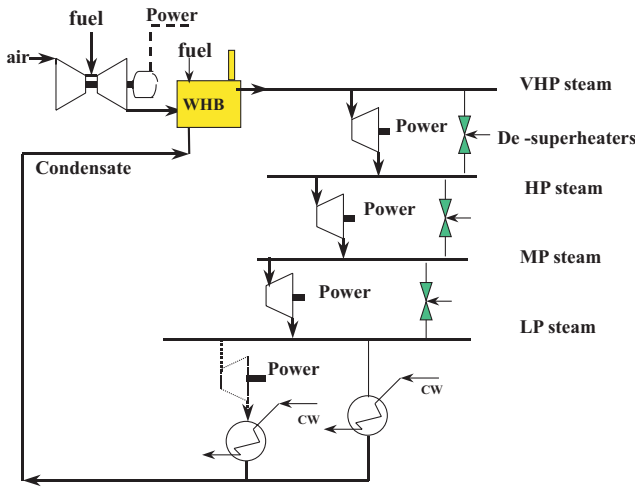 Power
fuel
fuel
air
WHB
VHP steam
Power
De -superheaters
Condensate
HP steam
Power
MP steam
Power
LP steam
Power
CW
CW